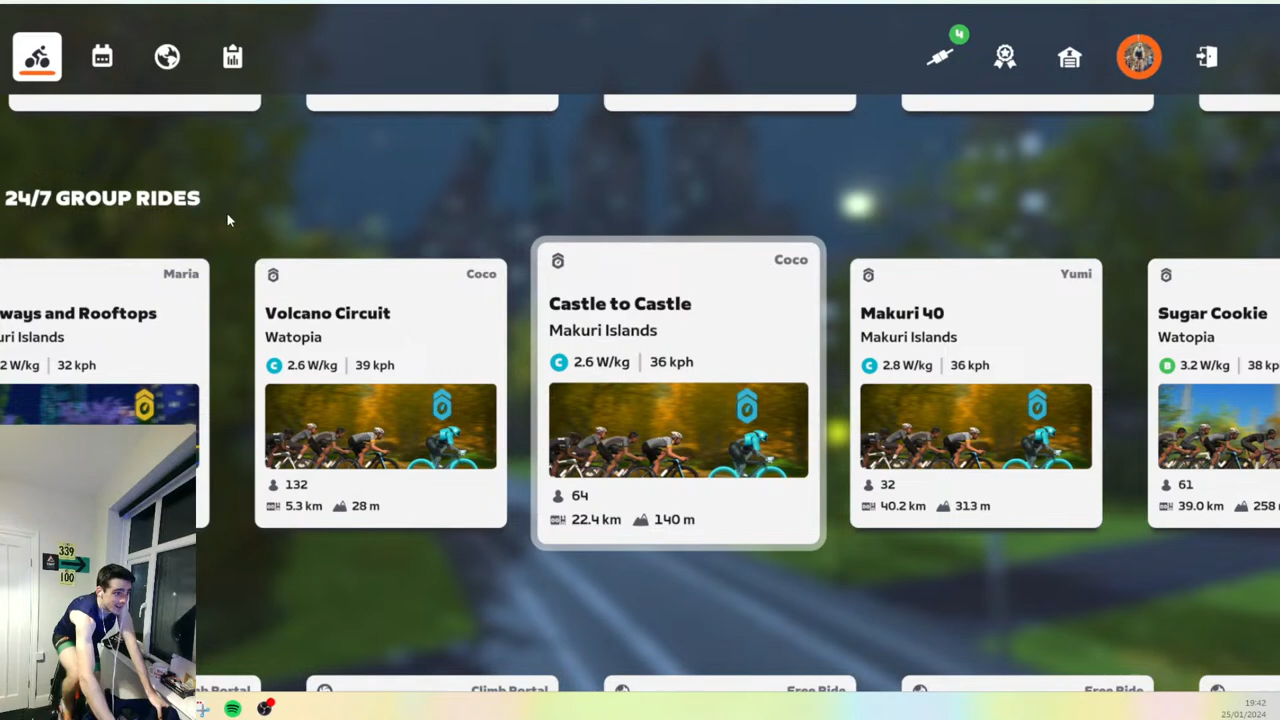 4
24/7 GROUP RIDES
Maria
ways and Rooftops
uri Islands
2 W/kg | 32 kph
Coco
Volcano Circuit
Watopia
C 2.6 W/kg | 39 kph
132
5.3 km 28 m
Coco
Castle to Castle
Makuri Islands
C 2.6 W/kg | 36 kph
64
22.4 km 140 m
Yumi
Makuri 40
Makuri Islands
C 2.8 W/kg | 36 kph
32
40.2 km 313 m
Sugar Cookie
Watopia
B 3.2 W/kg | 38 kp
61
39.0 km 258
339
100
mb Portal
Climb Portal
Free Ride
Free Ride
19:42
25/01/2024